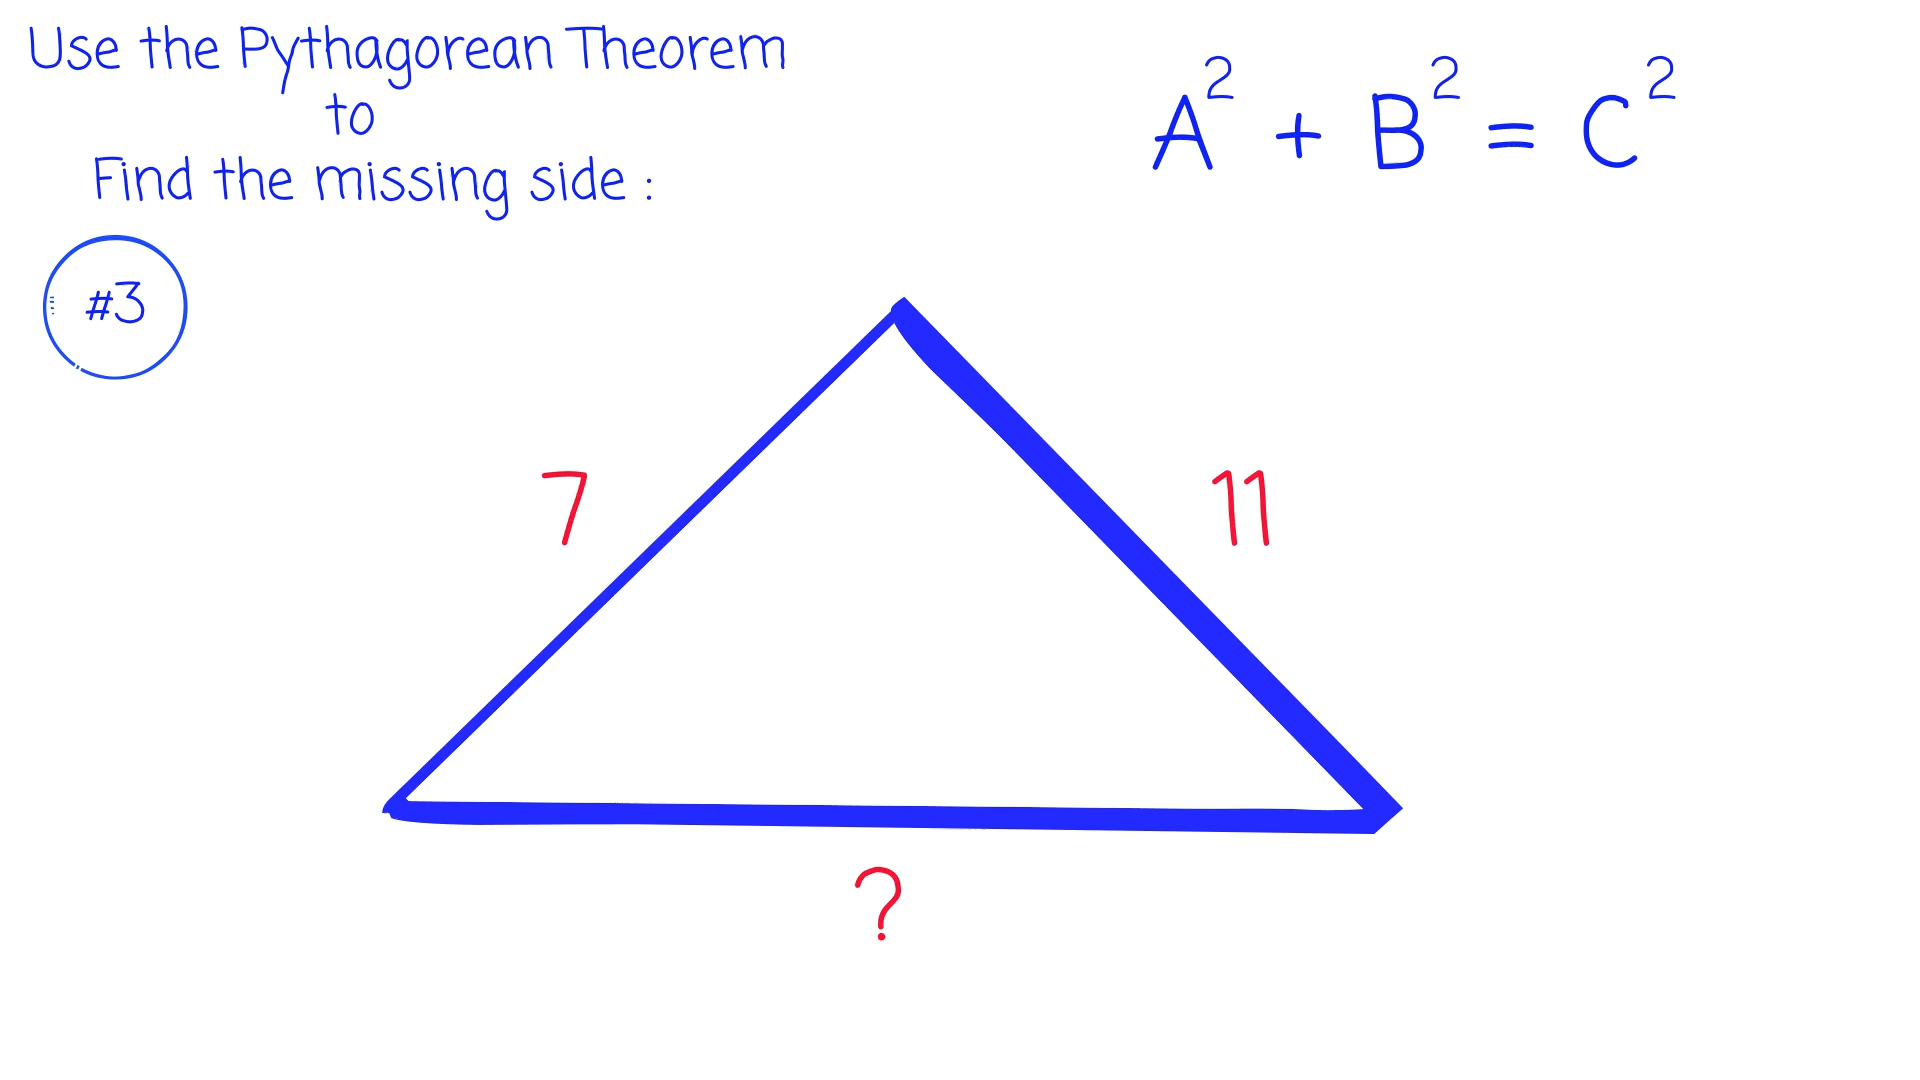 Use the Pythagorean Theorem
to
Find the missing side :
A² + B² = C²
#3
7
11
?